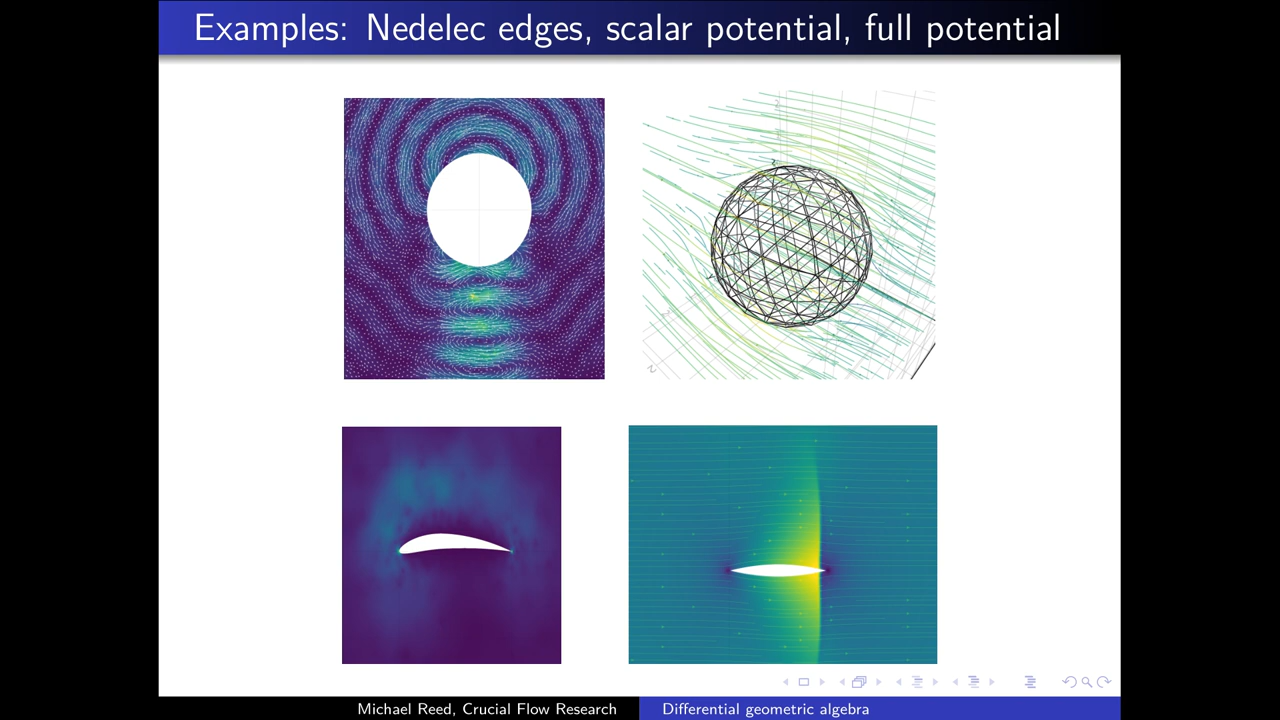 Examples: Nedelec edges, scalar potential, full potential
Michael Reed, Crucial Flow Research
Differential geometric algebra